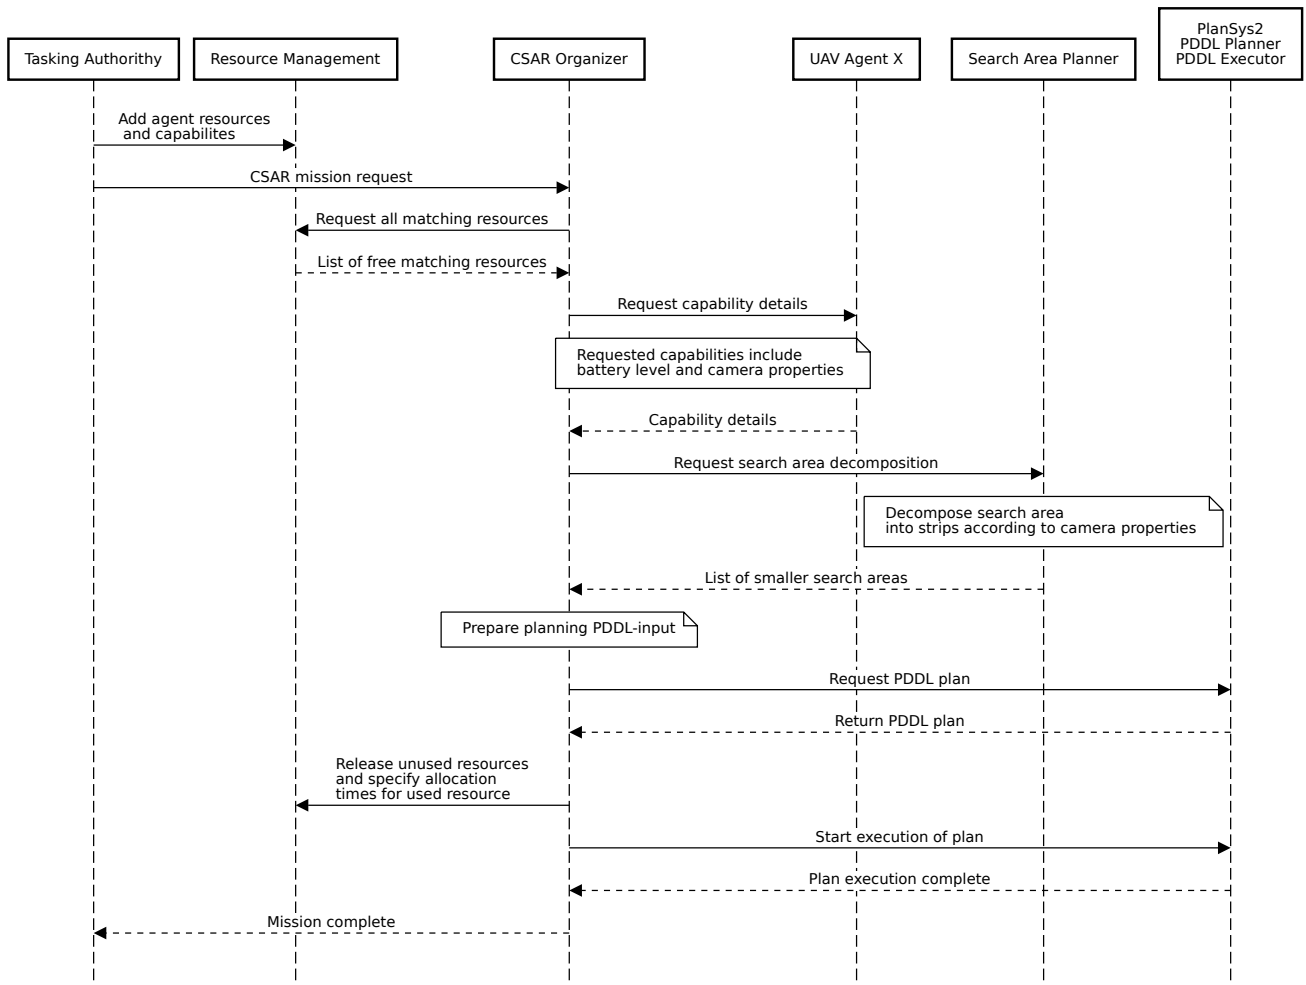 PlanSys2
PDDL Planner
PDDL Executor
Tasking Authorithy
Resource Management
CSAR Organizer
UAV Agent X
Search Area Planner
Add agent resources
and capabilites
CSAR mission request
Request all matching resources
List of free matching resources
Request capability details
Requested capabilities include
battery level and camera properties
Capability details
Request search area decomposition
Decompose search area
into strips according to camera properties
List of smaller search areas
Prepare planning PDDL-input
Request PDDL plan
Return PDDL plan
Release unused resources
and specify allocation
times for used resource
Start execution of plan
Plan execution complete
Mission complete